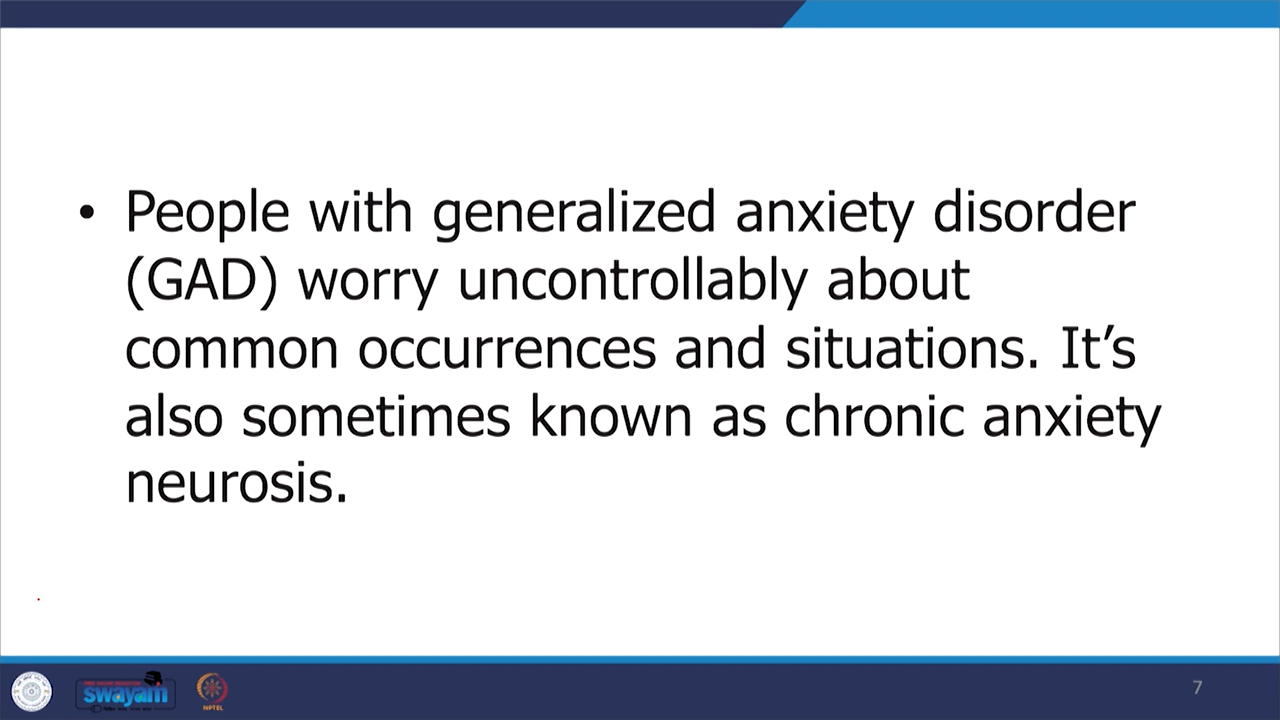 • People with generalized anxiety disorder
(GAD) worry uncontrollably about
common occurrences and situations. It’s
also sometimes known as chronic anxiety
neurosis.
swayam
NPTEL
7